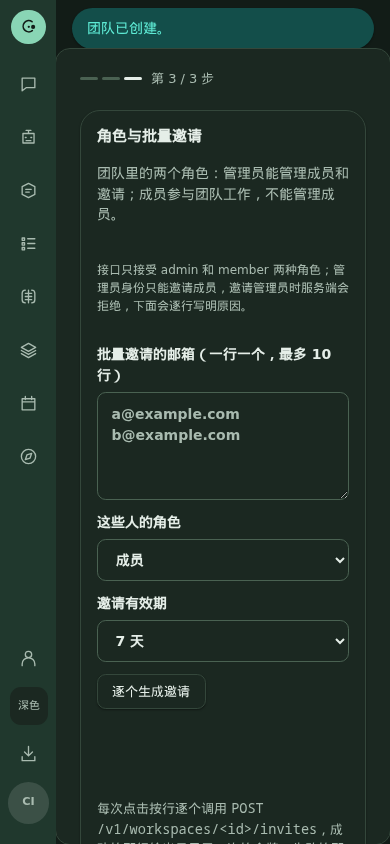 团队已创建。
第 3 / 3 步
角色与批量邀请
团队里的两个角色：管理员能管理成员和
邀请；成员参与团队工作，不能管理成
员。
接口只接受 admin 和 member 两种角色；管
理员身份只能邀请成员，邀请管理员时服务端会
拒绝，下面会逐行写明原因。
批量邀请的邮箱（一行一个，最多 10
行）
a@example.com
b@example.com
这些人的角色
成员
邀请有效期
7 天
逐个生成邀请
深色
CI
每次点击按行逐个调用 POST
/v1/workspaces/<id>/invites，成